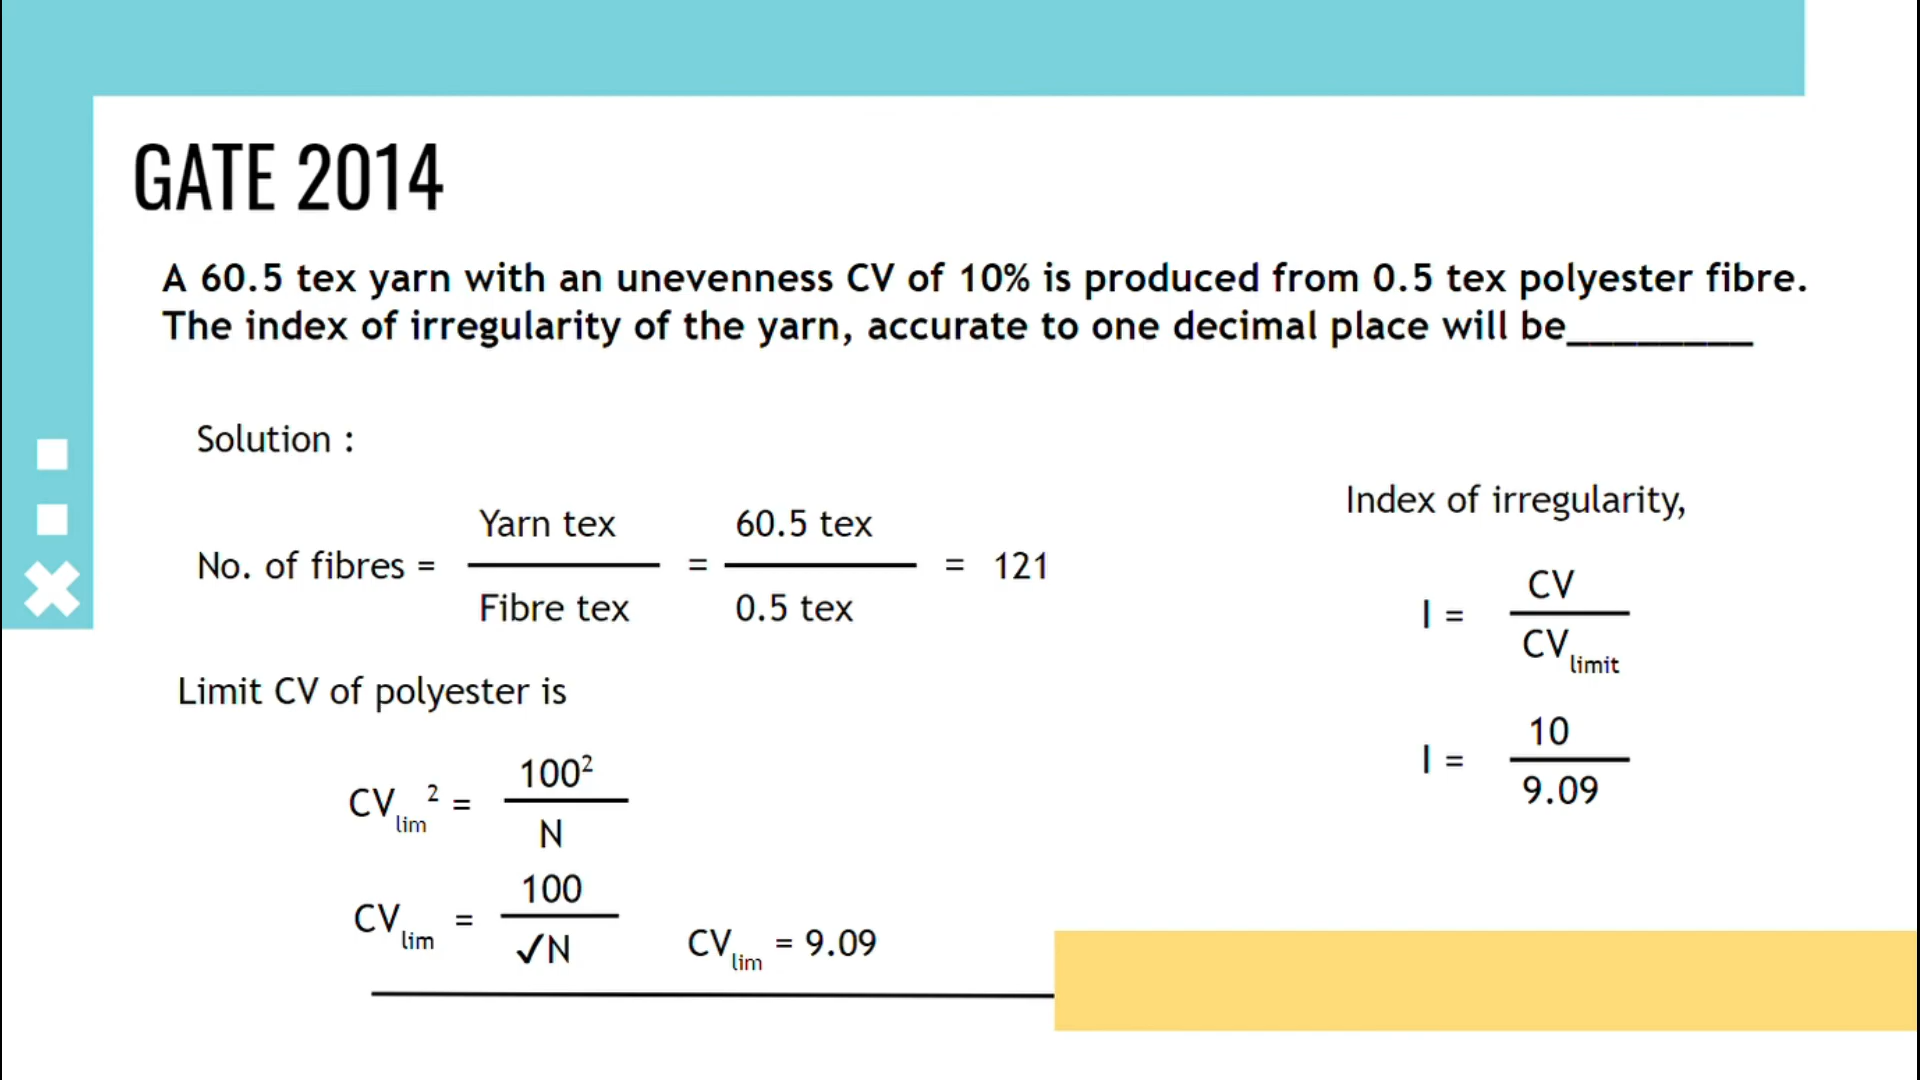 GATE 2014
A 60.5 tex yarn with an unevenness CV of 10% is produced from 0.5 tex polyester fibre.
The index of irregularity of the yarn, accurate to one decimal place will be________
Solution :
No. of fibres = Yarn tex / Fibre tex = 60.5 tex / 0.5 tex = 121
Limit CV of polyester is
CVlim² = 100² / N
CVlim = 100 / ✓N
CVlim = 9.09
Index of irregularity,
I = CV / CVlimit
I = 10 / 9.09